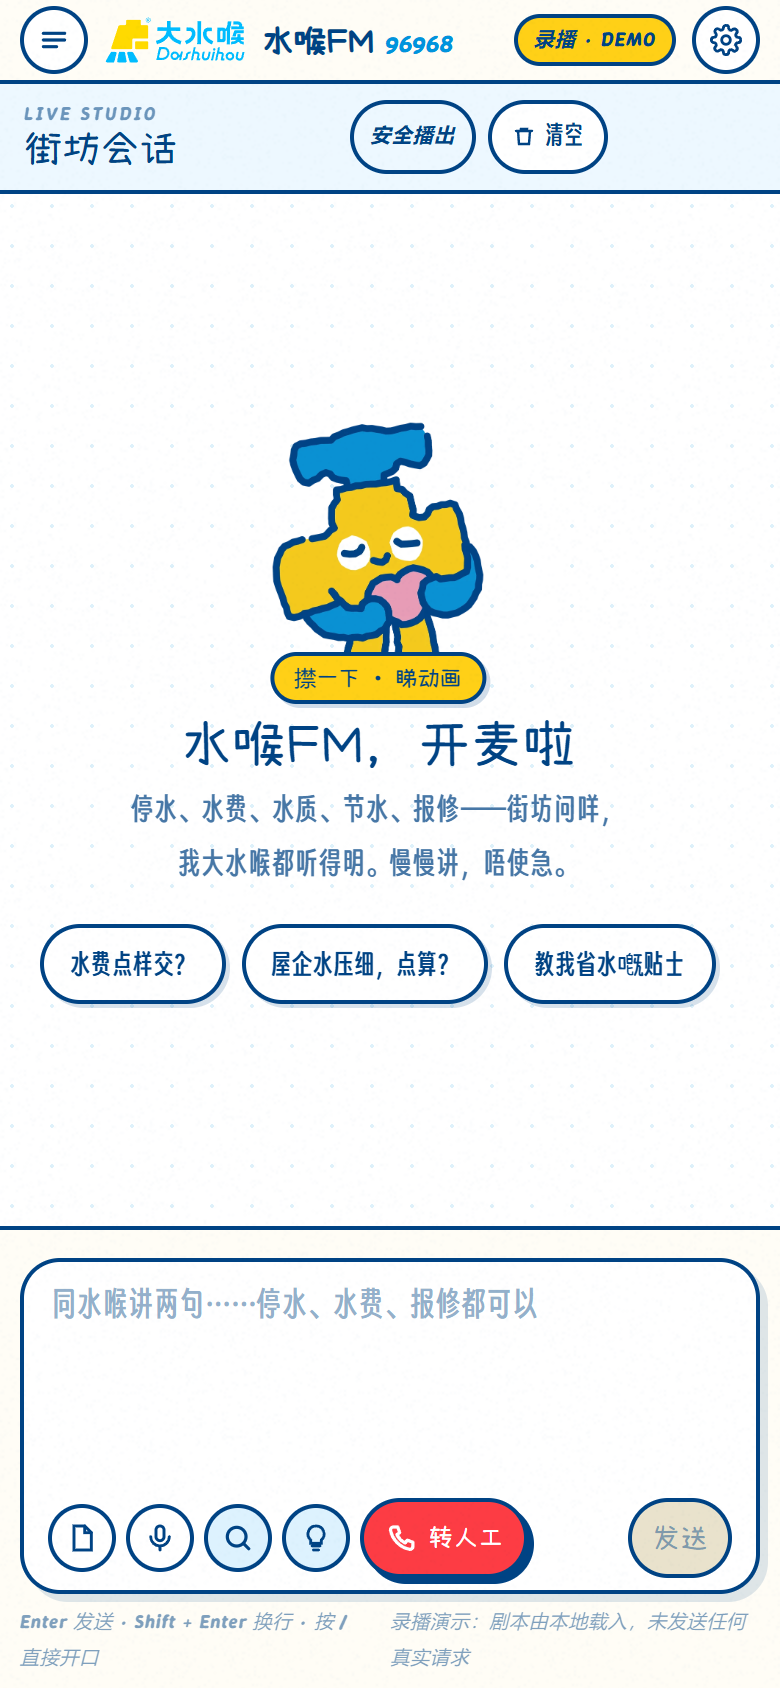 大水喉
Dashuihou
水喉FM 96968
录播 · DEMO
LIVE STUDIO
街坊会话
安全播出
清空
㩒一下 · 睇动画
水喉FM，开麦啦
停水、水费、水质、节水、报修——街坊问咩，
我大水喉都听得明。慢慢讲，唔使急。
水费点样交？
屋企水压细，点算？
教我省水嘅贴士
同水喉讲两句……停水、水费、报修都可以
转人工
发送
Enter 发送 · Shift + Enter 换行 · 按 /
直接开口
录播演示：剧本由本地载入，未发送任何
真实请求